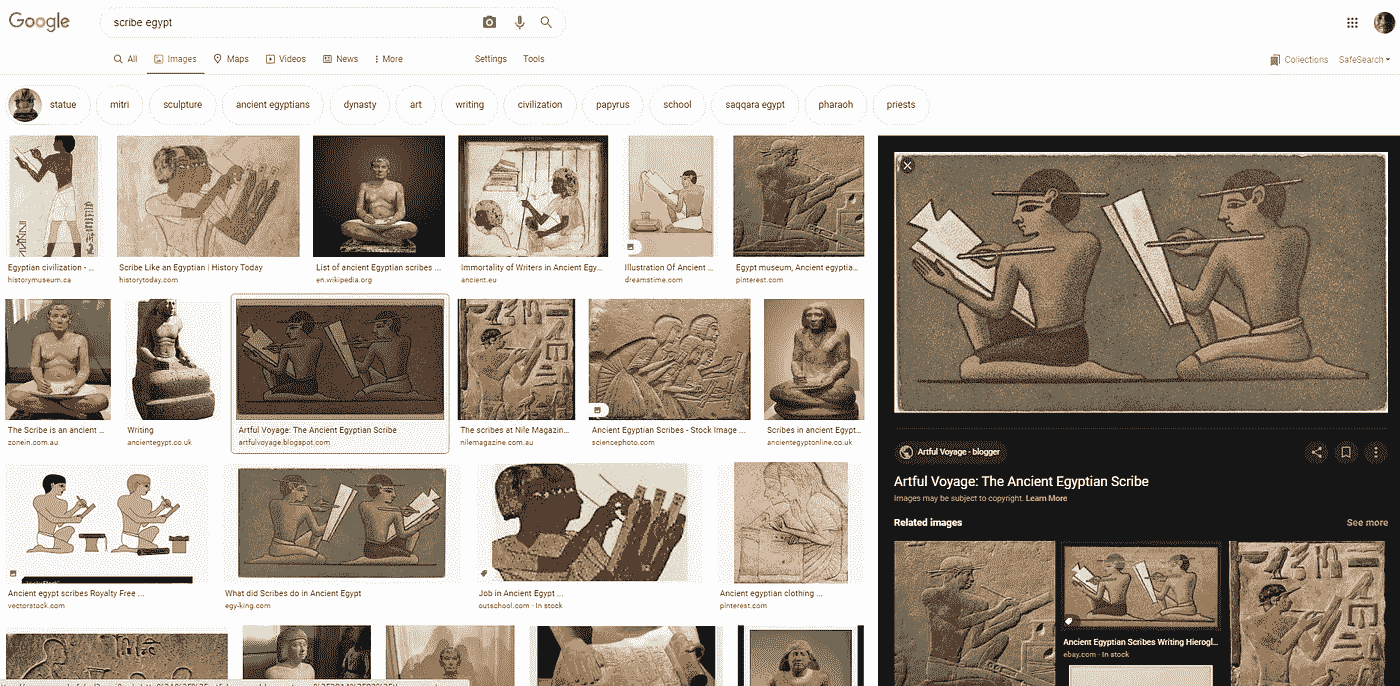 Google
scribe egypt
All Images Maps Videos News More Settings Tools
Collections SafeSearch
statue mitri sculpture ancient egyptians dynasty art writing civilization papyrus school saqqara egypt pharaoh priests
Egyptian civilization - ...
historymuseum.ca
Scribe Like an Egyptian | History Today
historytoday.com
List of ancient Egyptian scribes ...
en.wikipedia.org
Immortality of Writers in Ancient Egy...
ancient.eu
Illustration Of Ancient ...
dreamstime.com
Egypt museum, Ancient egyptia...
pinterest.com
The Scribe is an ancient ...
zonein.com.au
Writing
ancientegypt.co.uk
Artful Voyage: The Ancient Egyptian Scribe
artfulvoyage.blogspot.com
The scribes at Nile Magazin...
nilemagazine.com.au
Ancient Egyptian Scribes - Stock Image ...
sciencephoto.com
Scribes in ancient Egypt...
ancientegyptonline.co.uk
Ancient egypt scribes Royalty Free ...
vectorstock.com
What did Scribes do in Ancient Egypt
egy-king.com
Job in Ancient Egypt ...
outschool.com · In stock
Ancient egyptian clothing ...
pinterest.com
Artful Voyage - blogger
Artful Voyage: The Ancient Egyptian Scribe
Images may be subject to copyright. Learn More
Related images See more
Ancient Egyptian Scribes Writing Hierogl...
ebay.com · In stock